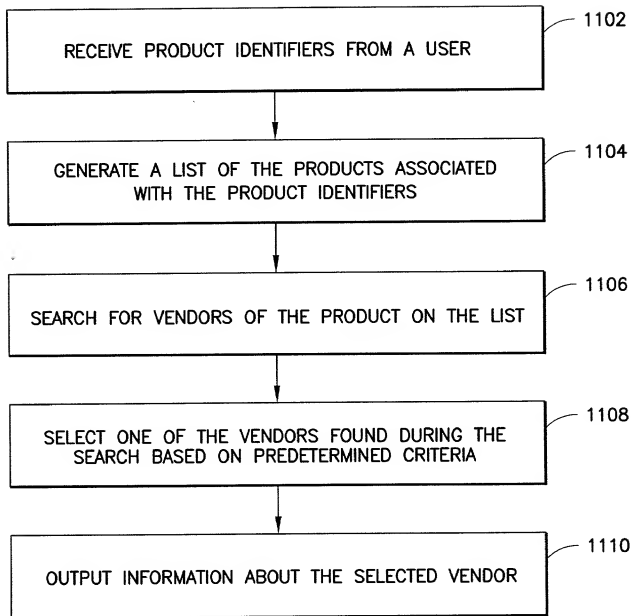 1102
RECEIVE PRODUCT IDENTIFIERS FROM A USER
1104
GENERATE A LIST OF THE PRODUCTS ASSOCIATED
WITH THE PRODUCT IDENTIFIERS
1106
SEARCH FOR VENDORS OF THE PRODUCT ON THE LIST
1108
SELECT ONE OF THE VENDORS FOUND DURING THE
SEARCH BASED ON PREDETERMINED CRITERIA
1110
OUTPUT INFORMATION ABOUT THE SELECTED VENDOR